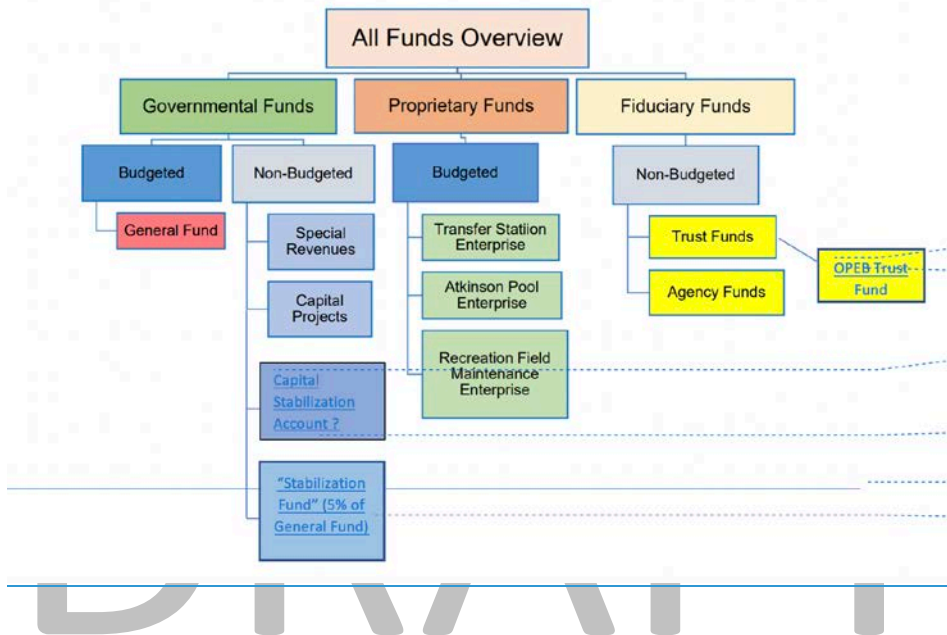 All Funds Overview
Governmental Funds
Proprietary Funds
Fiduciary Funds
Budgeted
Non-Budgeted
Budgeted
Non-Budgeted
General Fund
Special
Revenues
Capital
Projects
Capital
Stabilization
Account ?
"Stabilization
Fund" (5% of
General Fund)
Transfer Statiion
Enterprise
Atkinson Pool
Enterprise
Recreation Field
Maintenance
Enterprise
Trust Funds
Agency Funds
OPEB Trust
Fund
DRAFT